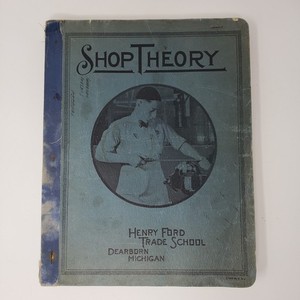 SHOP THEORY
HENRY FORD
TRADE SCHOOL
DEARBORN
MICHIGAN